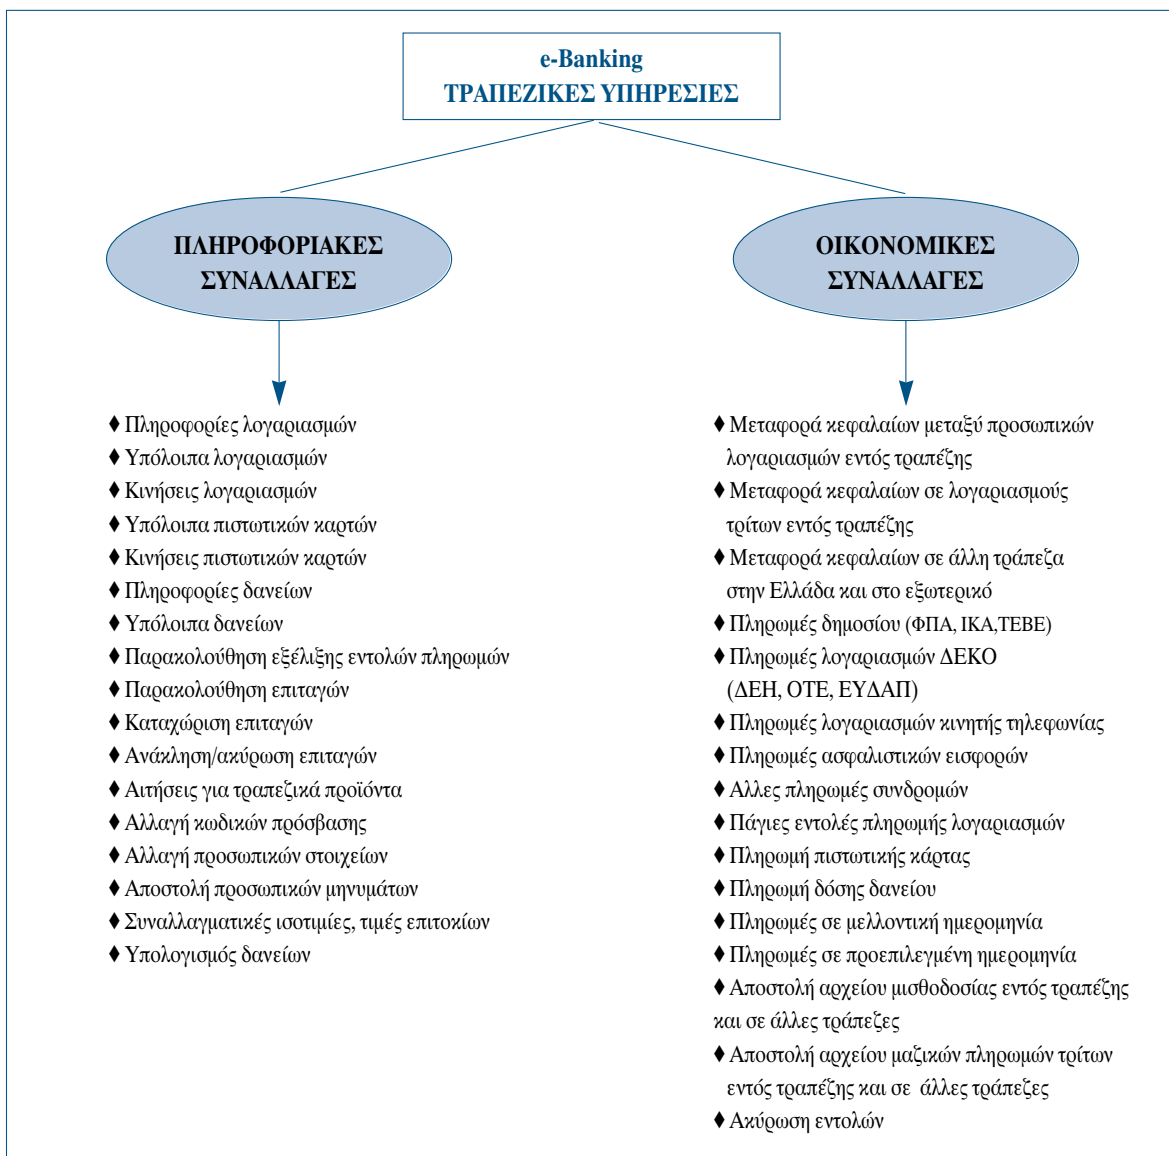 e-Banking
ΤΡΑΠΕΖΙΚΕΣ ΥΠΗΡΕΣΙΕΣ
ΠΛΗΡΟΦΟΡΙΑΚΕΣ
ΣΥΝΑΛΛΑΓΕΣ
♦ Πληροφορίες λογαριασμών
♦ Υπόλοιπα λογαριασμών
♦ Κινήσεις λογαριασμών
♦ Υπόλοιπα πιστωτικών καρτών
♦ Κινήσεις πιστωτικών καρτών
♦ Πληροφορίες δανείων
♦ Υπόλοιπα δανείων
♦ Παρακολούθηση εξέλιξης εντολών πληρωμών
♦ Παρακολούθηση επιταγών
♦ Καταχώριση επιταγών
♦ Ανάκληση/ακύρωση επιταγών
♦ Αιτήσεις για τραπεζικά προϊόντα
♦ Αλλαγή κωδικών πρόσβασης
♦ Αλλαγή προσωπικών στοιχείων
♦ Αποστολή προσωπικών μηνυμάτων
♦ Συναλλαγματικές ισοτιμίες, τιμές επιτοκίων
♦ Υπολογισμός δανείων
ΟΙΚΟΝΟΜΙΚΕΣ
ΣΥΝΑΛΛΑΓΕΣ
♦ Μεταφορά κεφαλαίων μεταξύ προσωπικών
λογαριασμών εντός τραπέζης
♦ Μεταφορά κεφαλαίων σε λογαριασμούς
τρίτων εντός τραπέζης
♦ Μεταφορά κεφαλαίων σε άλλη τράπεζα
στην Ελλάδα και στο εξωτερικό
♦ Πληρωμές δημοσίου (ΦΠΑ, ΙΚΑ,ΤΕΒΕ)
♦ Πληρωμές λογαριασμών ΔΕΚΟ
(ΔΕΗ, ΟΤΕ, ΕΥΔΑΠ)
♦ Πληρωμές λογαριασμών κινητής τηλεφωνίας
♦ Πληρωμές ασφαλιστικών εισφορών
♦ Αλλες πληρωμές συνδρομών
♦ Πάγιες εντολές πληρωμής λογαριασμών
♦ Πληρωμή πιστωτικής κάρτας
♦ Πληρωμή δόσης δανείου
♦ Πληρωμές σε μελλοντική ημερομηνία
♦ Πληρωμές σε προεπιλεγμένη ημερομηνία
♦ Αποστολή αρχείου μισθοδοσίας εντός τραπέζης
και σε άλλες τράπεζες
♦ Αποστολή αρχείου μαζικών πληρωμών τρίτων
εντός τραπέζης και σε άλλες τράπεζες
♦ Ακύρωση εντολών